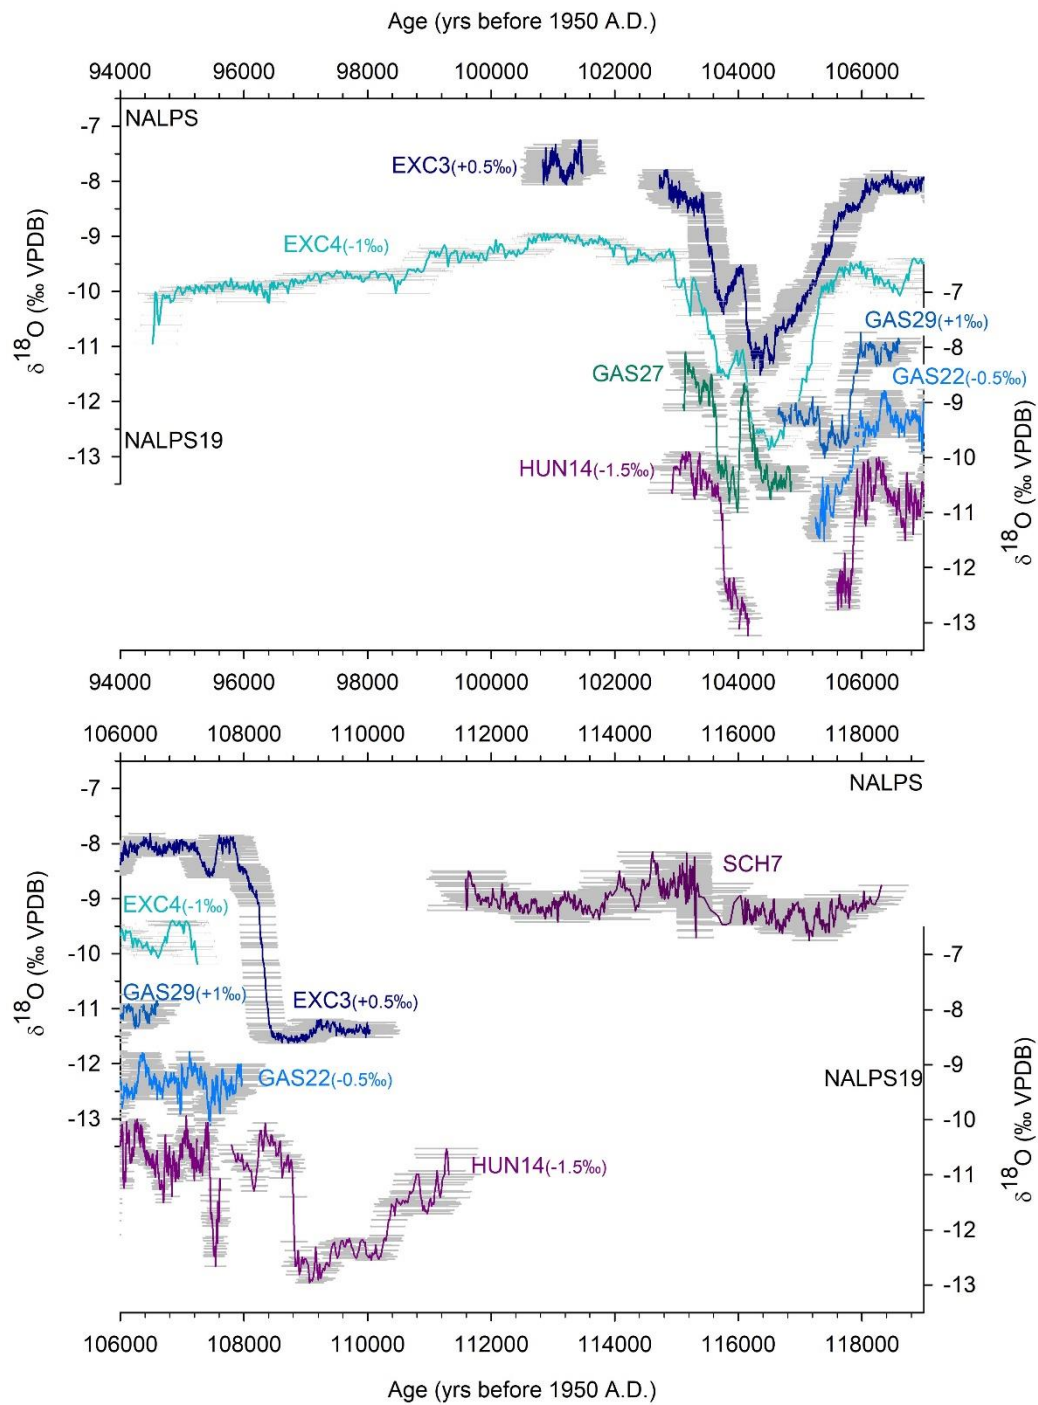 Age (yrs before 1950 A.D.)
94000 96000 98000 100000 102000 104000 106000
NALPS
-7
-8
-9
-10
-11
-12
-13
δ18O (‰ VPDB)
EXC3(+0.5‰)
EXC4(-1‰)
GAS29(+1‰)
GAS22(-0.5‰)
GAS27
HUN14(-1.5‰)
NALPS19
-7
-8
-9
-10
-11
-12
-13
δ18O (‰ VPDB)
94000 96000 98000 100000 102000 104000 106000
106000 108000 110000 112000 114000 116000 118000
NALPS
-7
-8
-9
-10
-11
-12
-13
δ18O (‰ VPDB)
SCH7
EXC4(-1‰)
GAS29(+1‰)
EXC3(+0.5‰)
GAS22(-0.5‰)
NALPS19
HUN14(-1.5‰)
-7
-8
-9
-10
-11
-12
-13
δ18O (‰ VPDB)
106000 108000 110000 112000 114000 116000 118000
Age (yrs before 1950 A.D.)